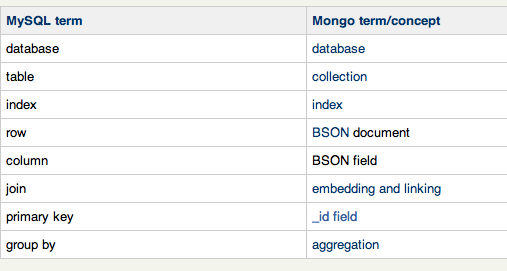 MySQL term Mongo term/concept
database database
table collection
index index
row BSON document
column BSON field
join embedding and linking
primary key _id field
group by aggregation